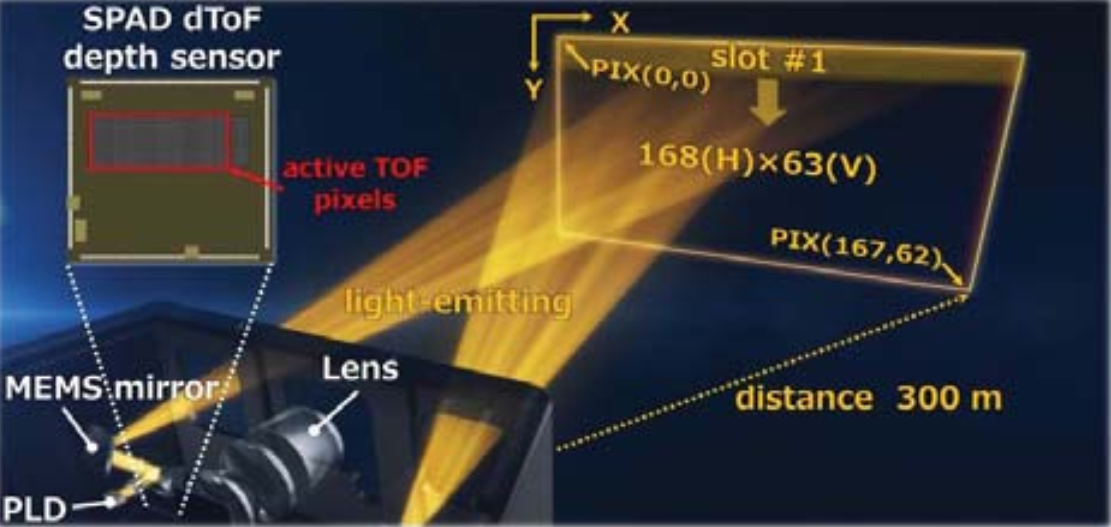 SPAD dToF
depth sensor
active TOF
pixels
X
Y
PIX(0,0)
slot #1
168(H)×63(V)
PIX(167,62)
light-emitting
distance 300 m
MEMS mirror
Lens
PLD